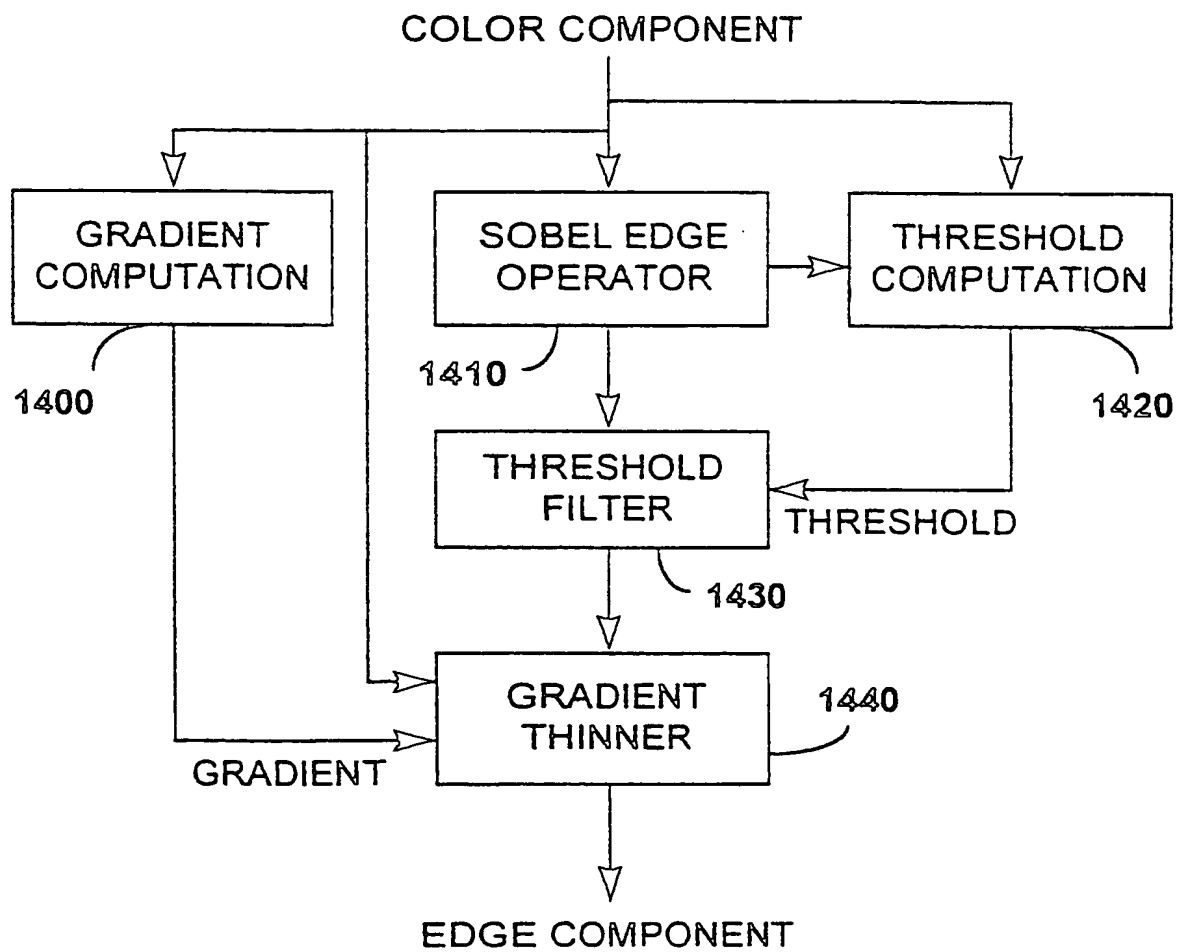 COLOR COMPONENT
GRADIENT
COMPUTATION
SOBEL EDGE
OPERATOR
THRESHOLD
COMPUTATION
1400
1410
1420
THRESHOLD
FILTER
THRESHOLD
1430
GRADIENT
THINNER
1440
GRADIENT
EDGE COMPONENT